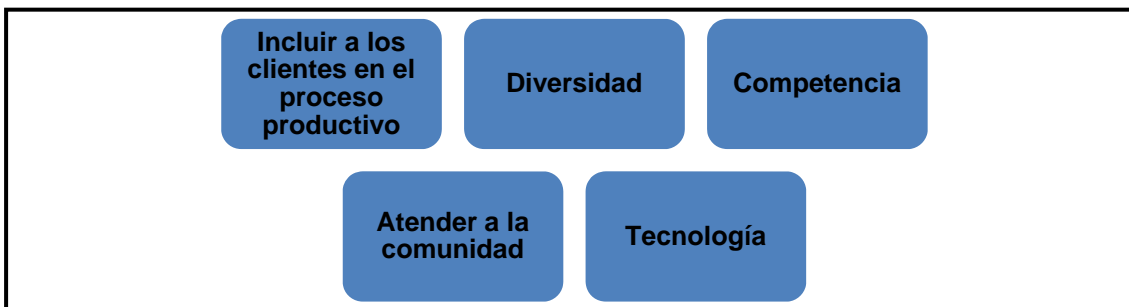 Incluir a los
clientes en el
proceso
productivo
Diversidad
Competencia
Atender a la
comunidad
Tecnología